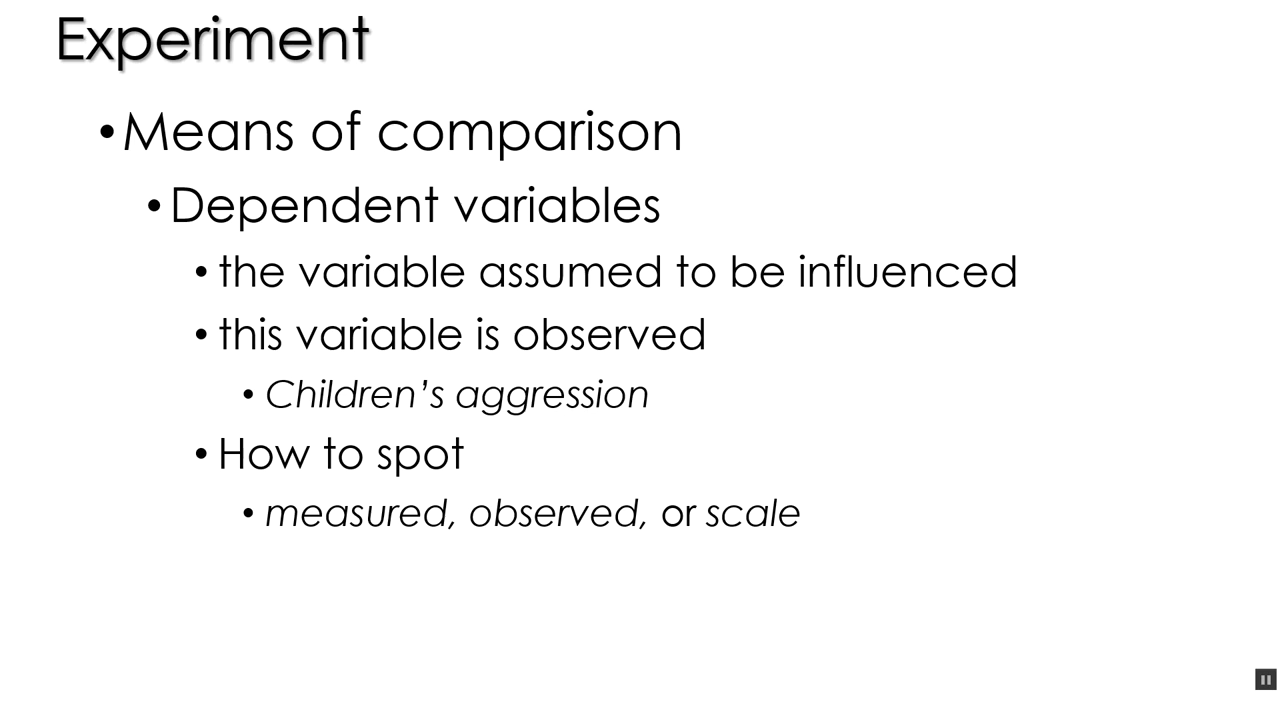 Experiment
•Means of comparison
•Dependent variables
•the variable assumed to be influenced
•this variable is observed
•Children’s aggression
•How to spot
•measured, observed, or scale